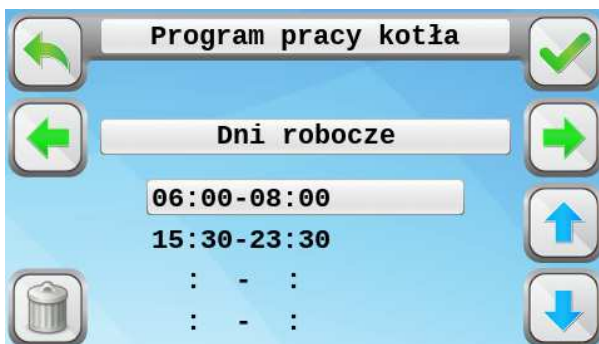 Program pracy kotła
Dni robocze
06:00-08:00
15:30-23:30
: - :
: - :